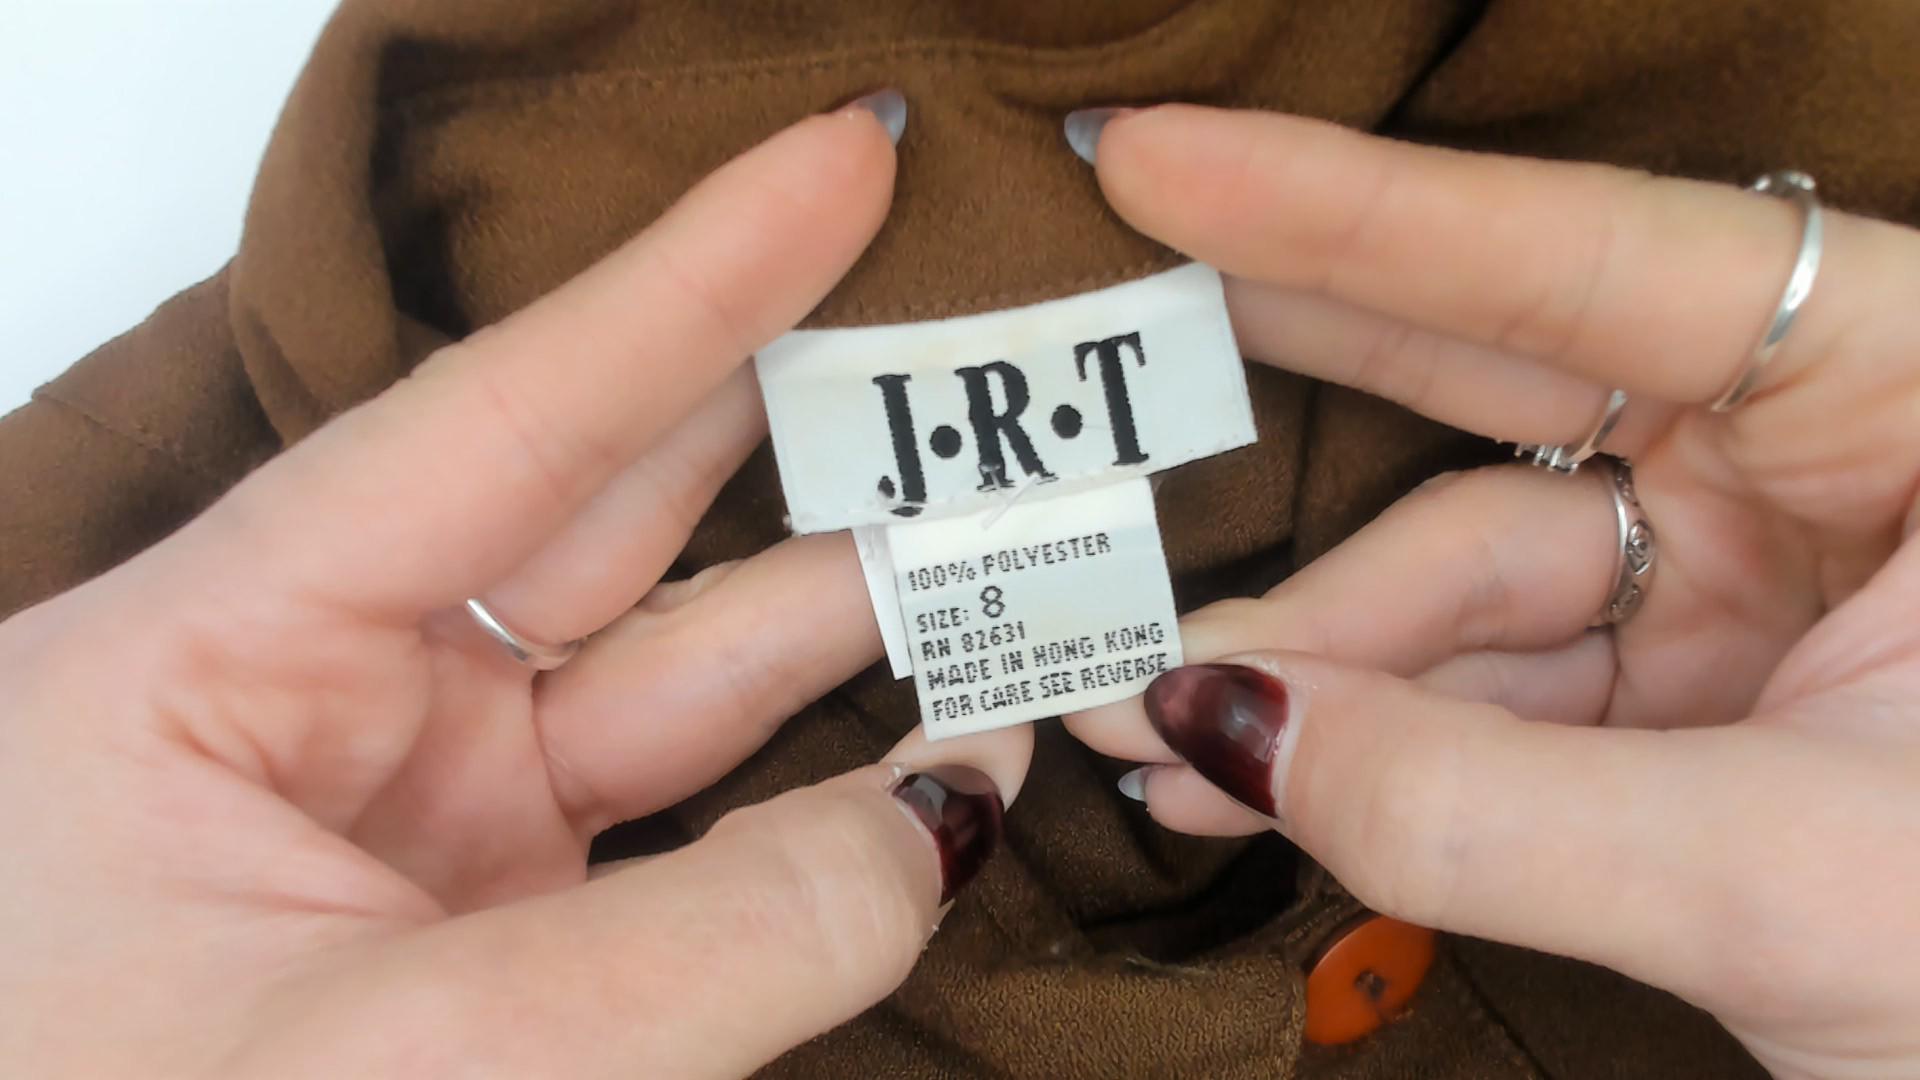 J•R•T
100% POLYESTER
SIZE: 8
RN 82631
MADE IN HONG KONG
FOR CARE SEE REVERSE